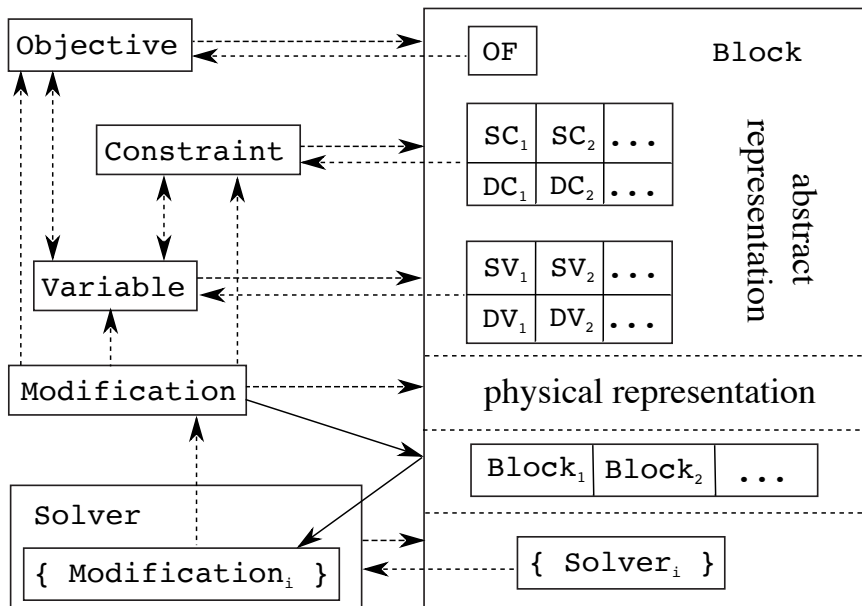 Objective
OF
Block
SC₁ SC₂ ...
DC₁ DC₂ ...
abstract
representation
Constraint
SV₁ SV₂ ...
DV₁ DV₂ ...
Variable
Modification
physical representation
Block₁ Block₂ ...
Solver
{ Modificationᵢ }
{ Solverᵢ }